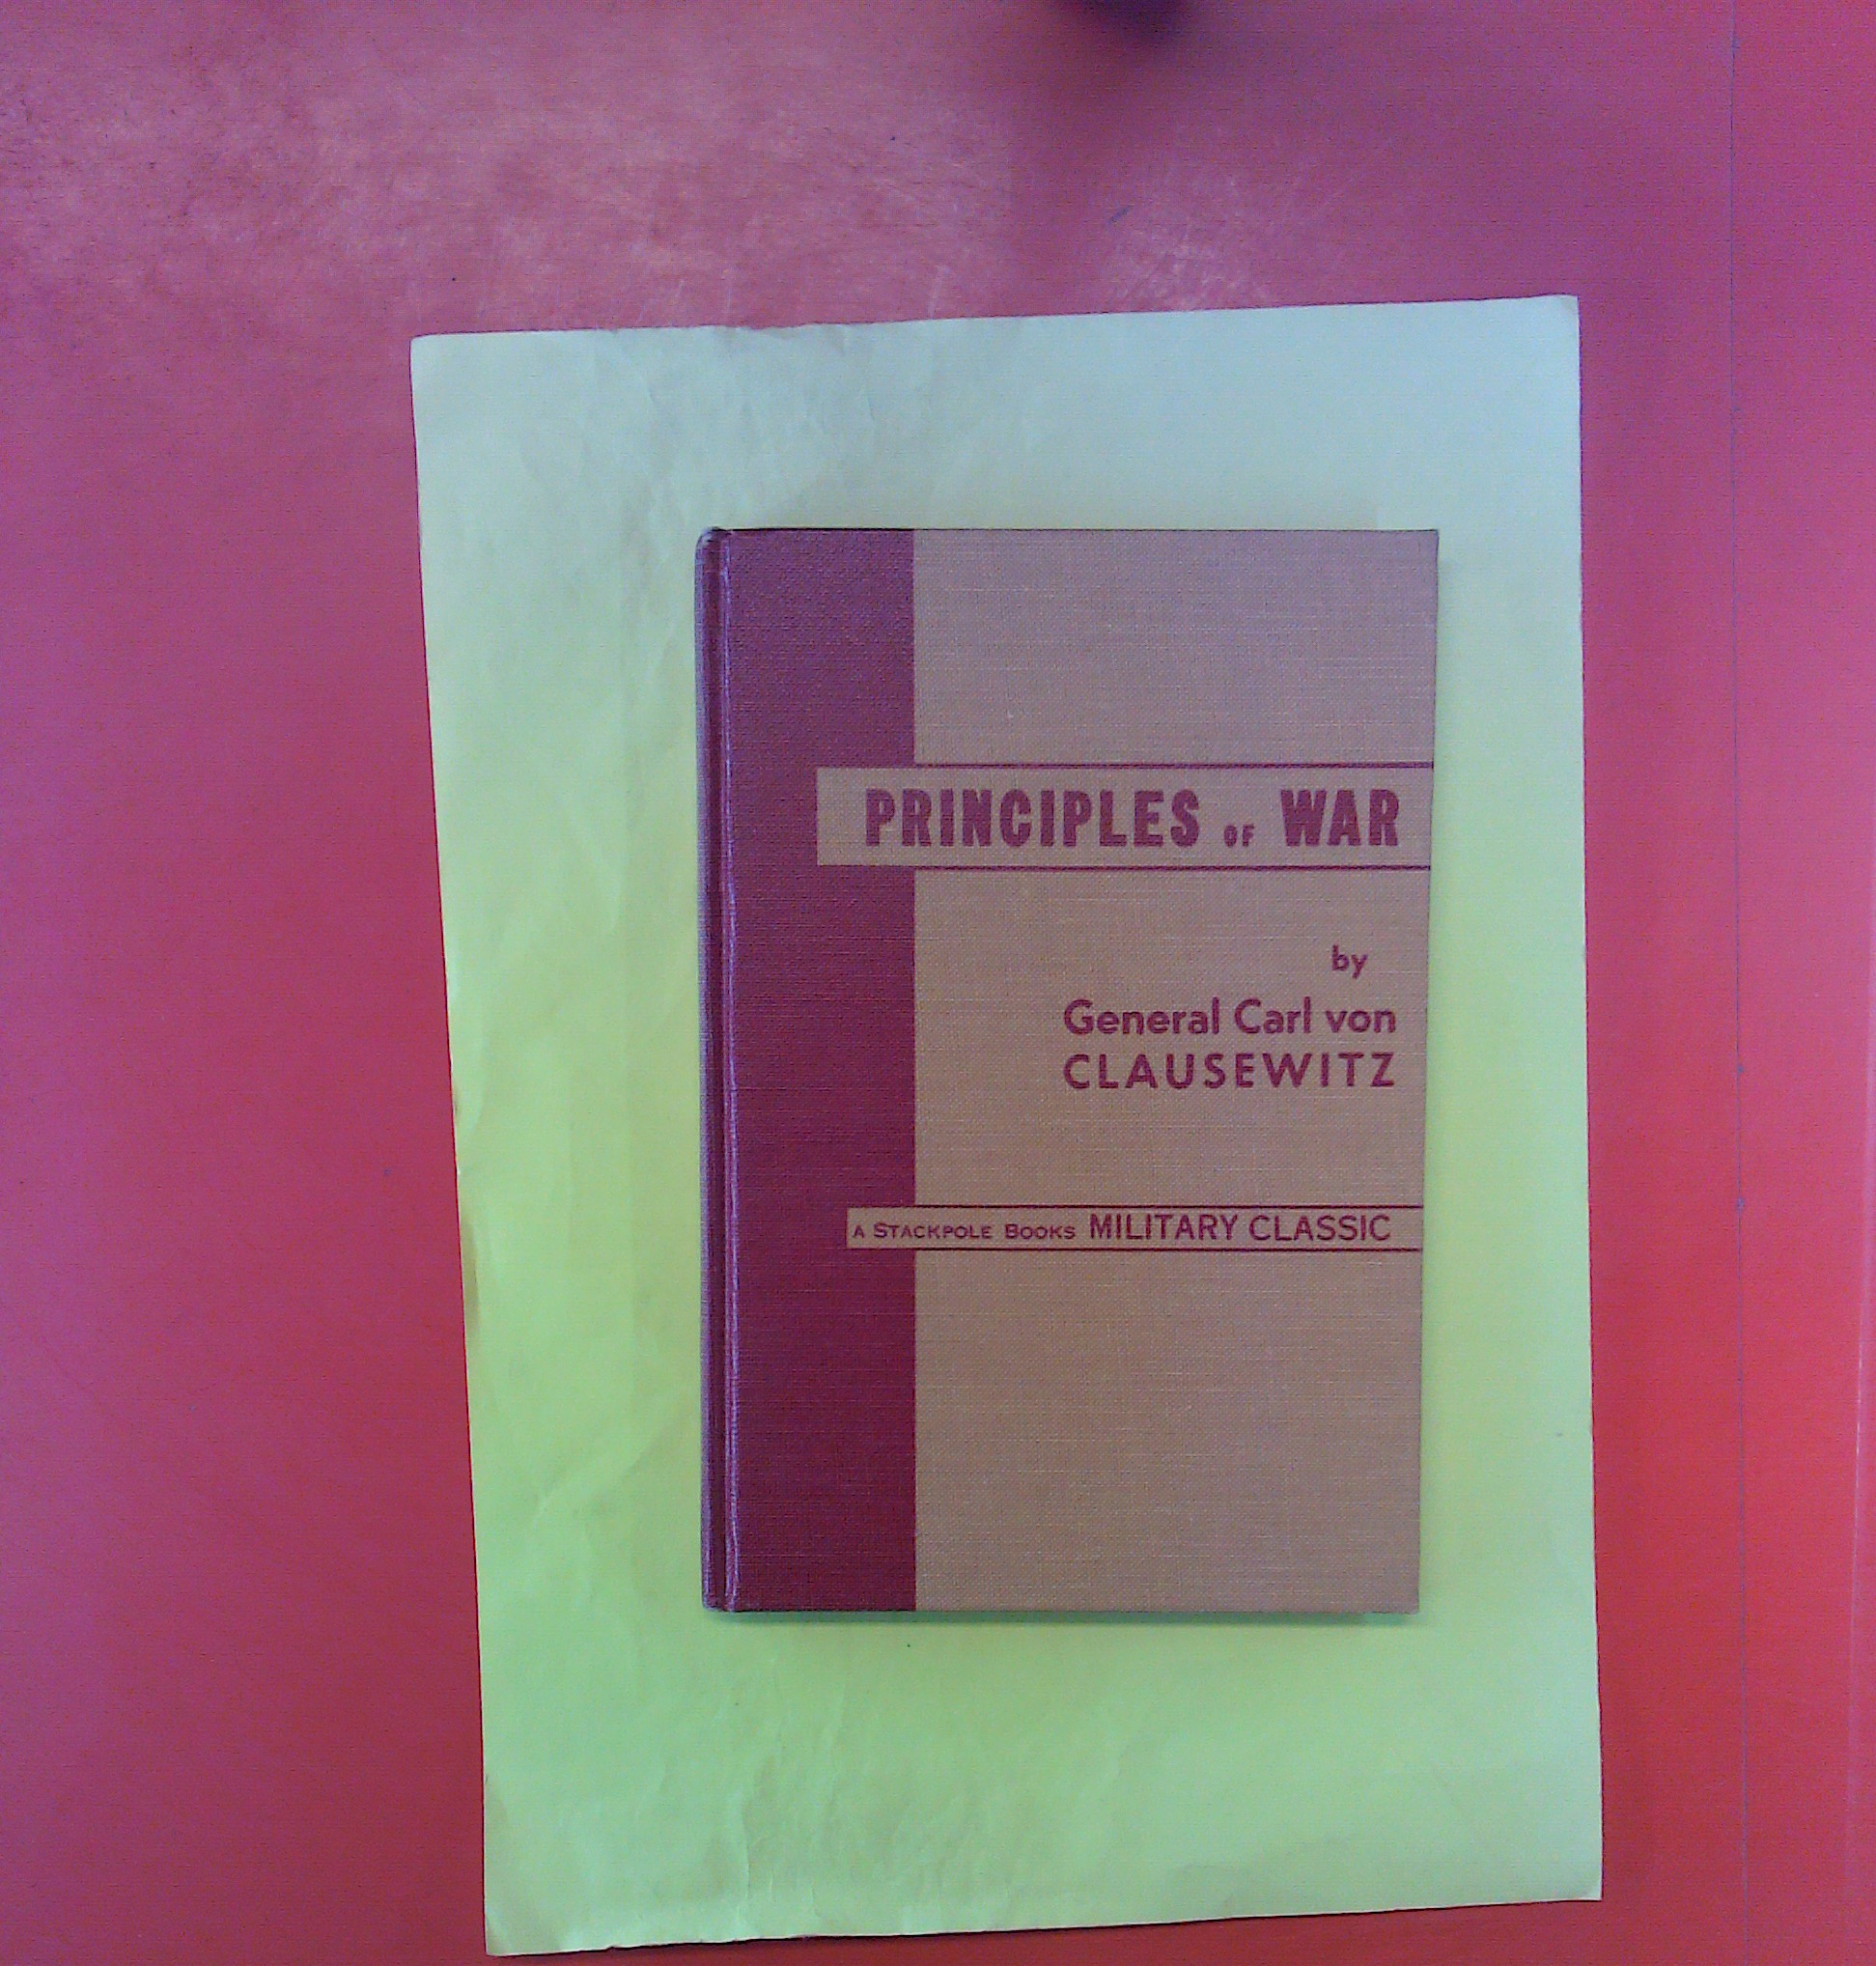 PRINCIPLES OF WAR
by
General Carl von
CLAUSEWITZ
A STACKPOLE BOOKS MILITARY CLASSIC